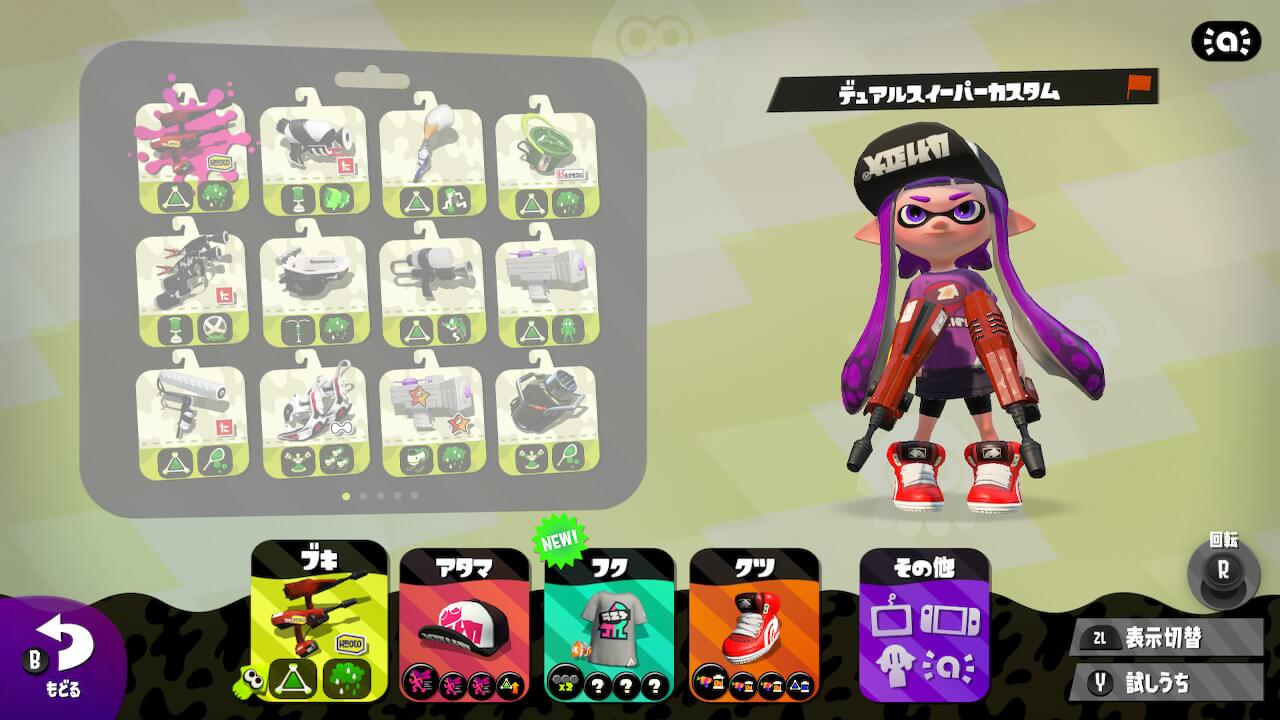 デュアルスイーパーカスタム
B
もどる
ブキ
アタマ
NEW!
フク
x2
? ? ?
クツ
その他
回転
R
ZL 表示切替
Y 試しうち